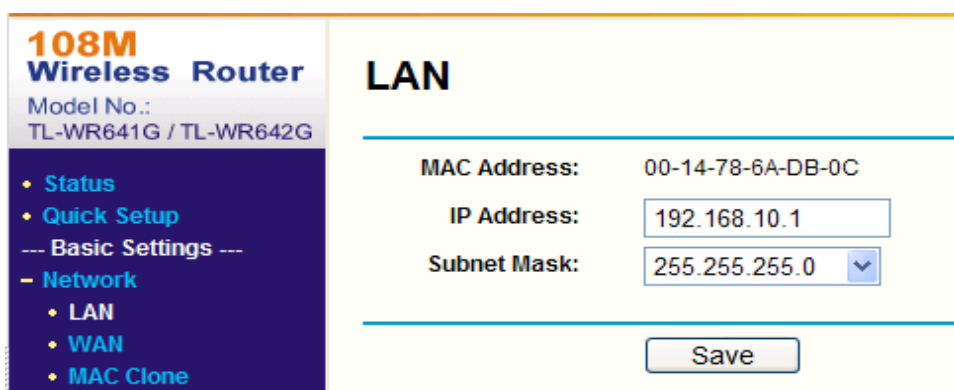 108M
Wireless Router
Model No.:
TL-WR641G / TL-WR642G
• Status
• Quick Setup
--- Basic Settings ---
– Network
• LAN
• WAN
• MAC Clone
LAN
MAC Address: 00-14-78-6A-DB-0C
IP Address: 192.168.10.1
Subnet Mask: 255.255.255.0
Save